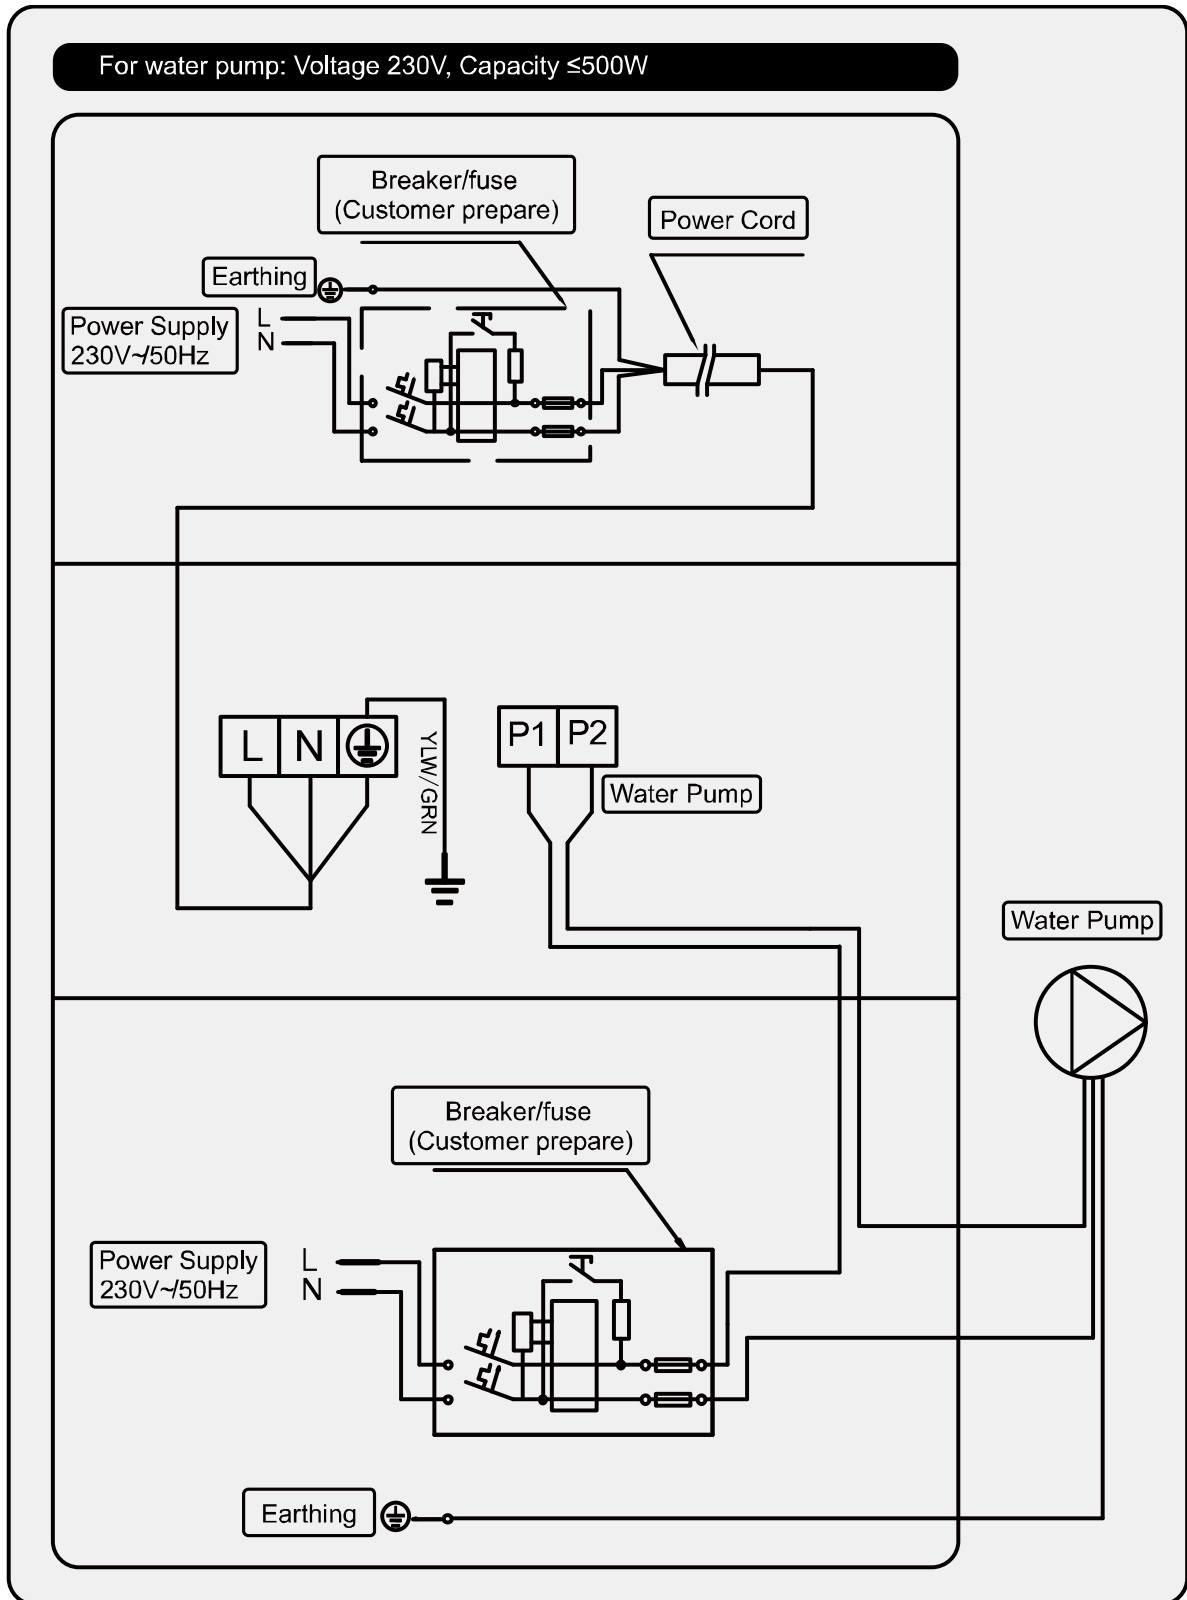 For water pump: Voltage 230V, Capacity ≤500W
Breaker/fuse
(Customer prepare)
Power Cord
Earthing
Power Supply
230V~/50Hz
L
N
L N
P1 P2
YLW/GRN
Water Pump
Water Pump
Breaker/fuse
(Customer prepare)
Power Supply
230V~/50Hz
L
N
Earthing